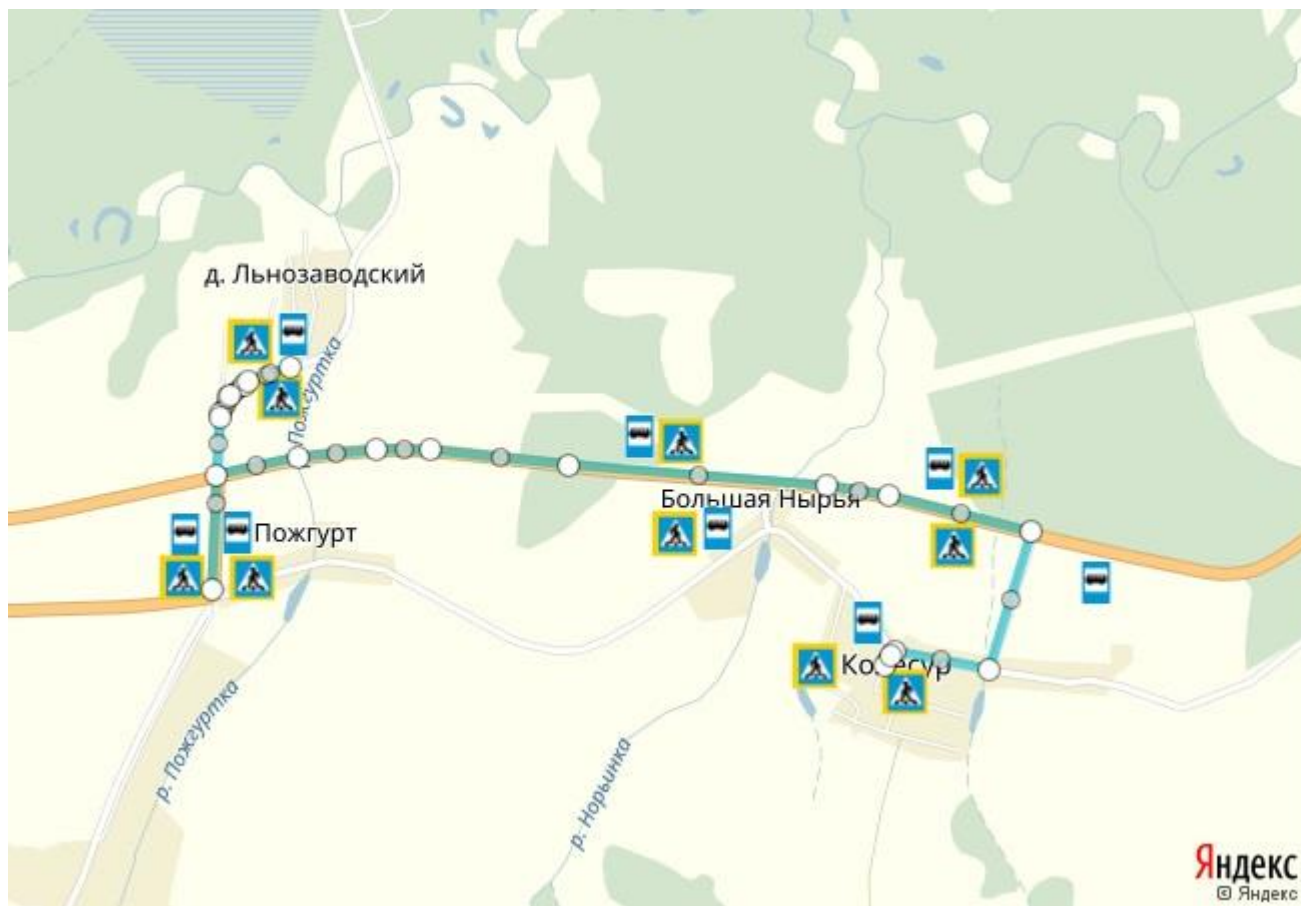 д. Льнозаводский
Пожгуртка
Большая Нырья
Пожгурт
р. Пожгуртка
р. Норьинка
Яндекс
© Яндекс